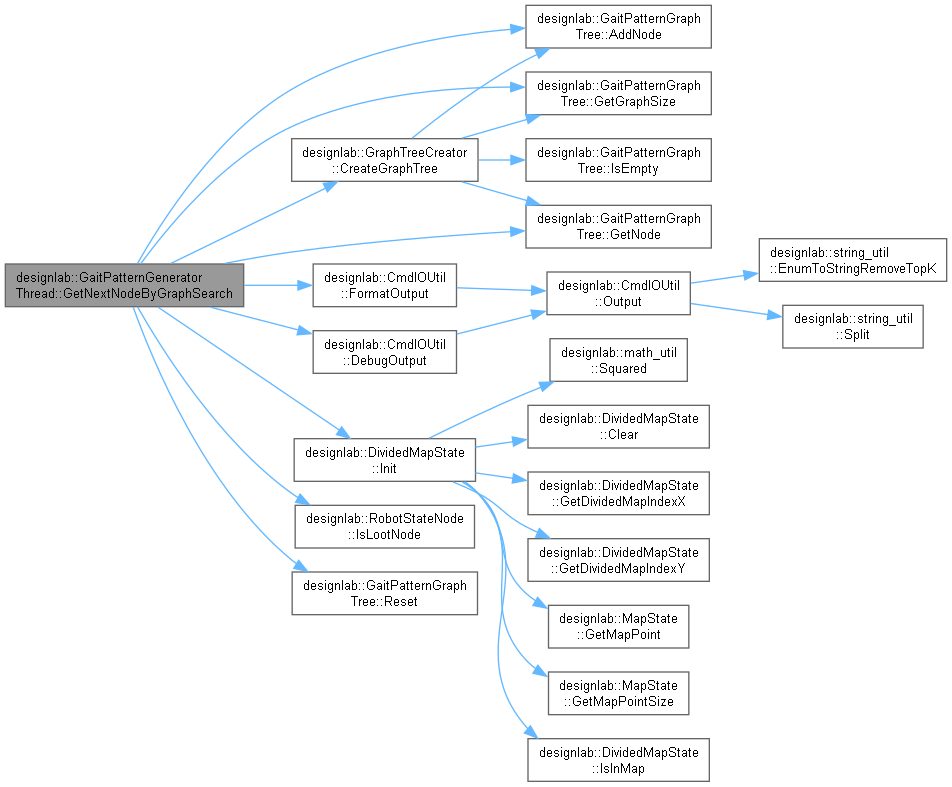 designlab::GaitPatternGenerator
Thread::GetNextNodeByGraphSearch
designlab::GaitPatternGraph
Tree::AddNode
designlab::GaitPatternGraph
Tree::GetGraphSize
designlab::GraphTreeCreator
::CreateGraphTree
designlab::GaitPatternGraph
Tree::IsEmpty
designlab::GaitPatternGraph
Tree::GetNode
designlab::CmdIOUtil
::FormatOutput
designlab::CmdIOUtil
::Output
designlab::string_util
::EnumToStringRemoveTopK
designlab::string_util
::Split
designlab::CmdIOUtil
::DebugOutput
designlab::math_util
::Squared
designlab::DividedMapState
::Init
designlab::DividedMapState
::Clear
designlab::DividedMapState
::GetDividedMapIndexX
designlab::DividedMapState
::GetDividedMapIndexY
designlab::MapState
::GetMapPoint
designlab::MapState
::GetMapPointSize
designlab::DividedMapState
::IsInMap
designlab::RobotStateNode
::IsLootNode
designlab::GaitPatternGraph
Tree::Reset